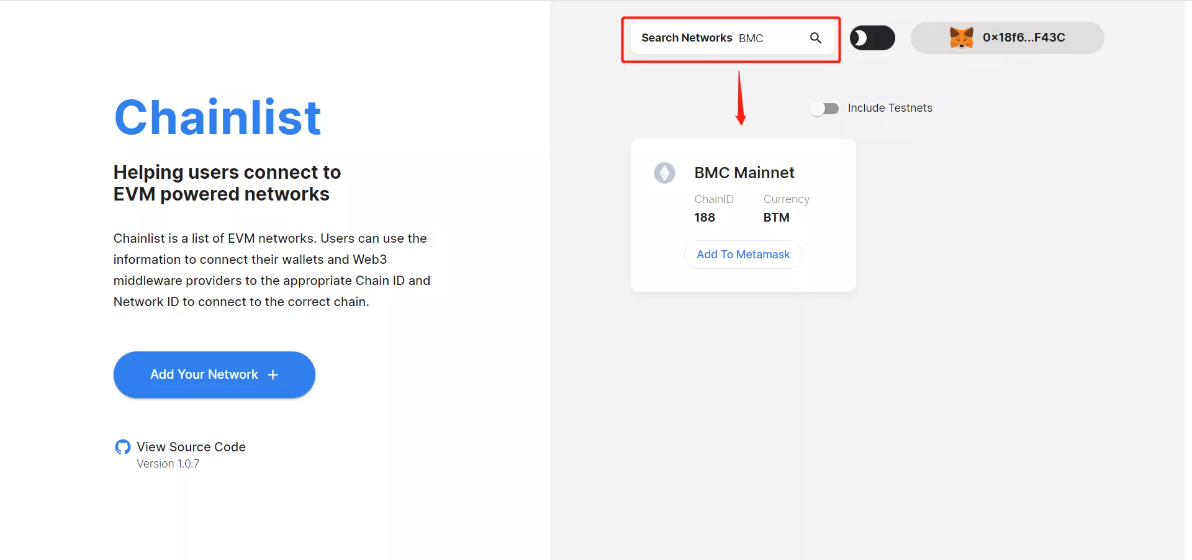 Chainlist
Helping users connect to
EVM powered networks
Chainlist is a list of EVM networks. Users can use the
information to connect their wallets and Web3
middleware providers to the appropriate Chain ID and
Network ID to connect to the correct chain.
Add Your Network +
View Source Code
Version 1.0.7
Search Networks BMC
0x18f6...F43C
Include Testnets
BMC Mainnet
ChainID Currency
188 BTM
Add To Metamask